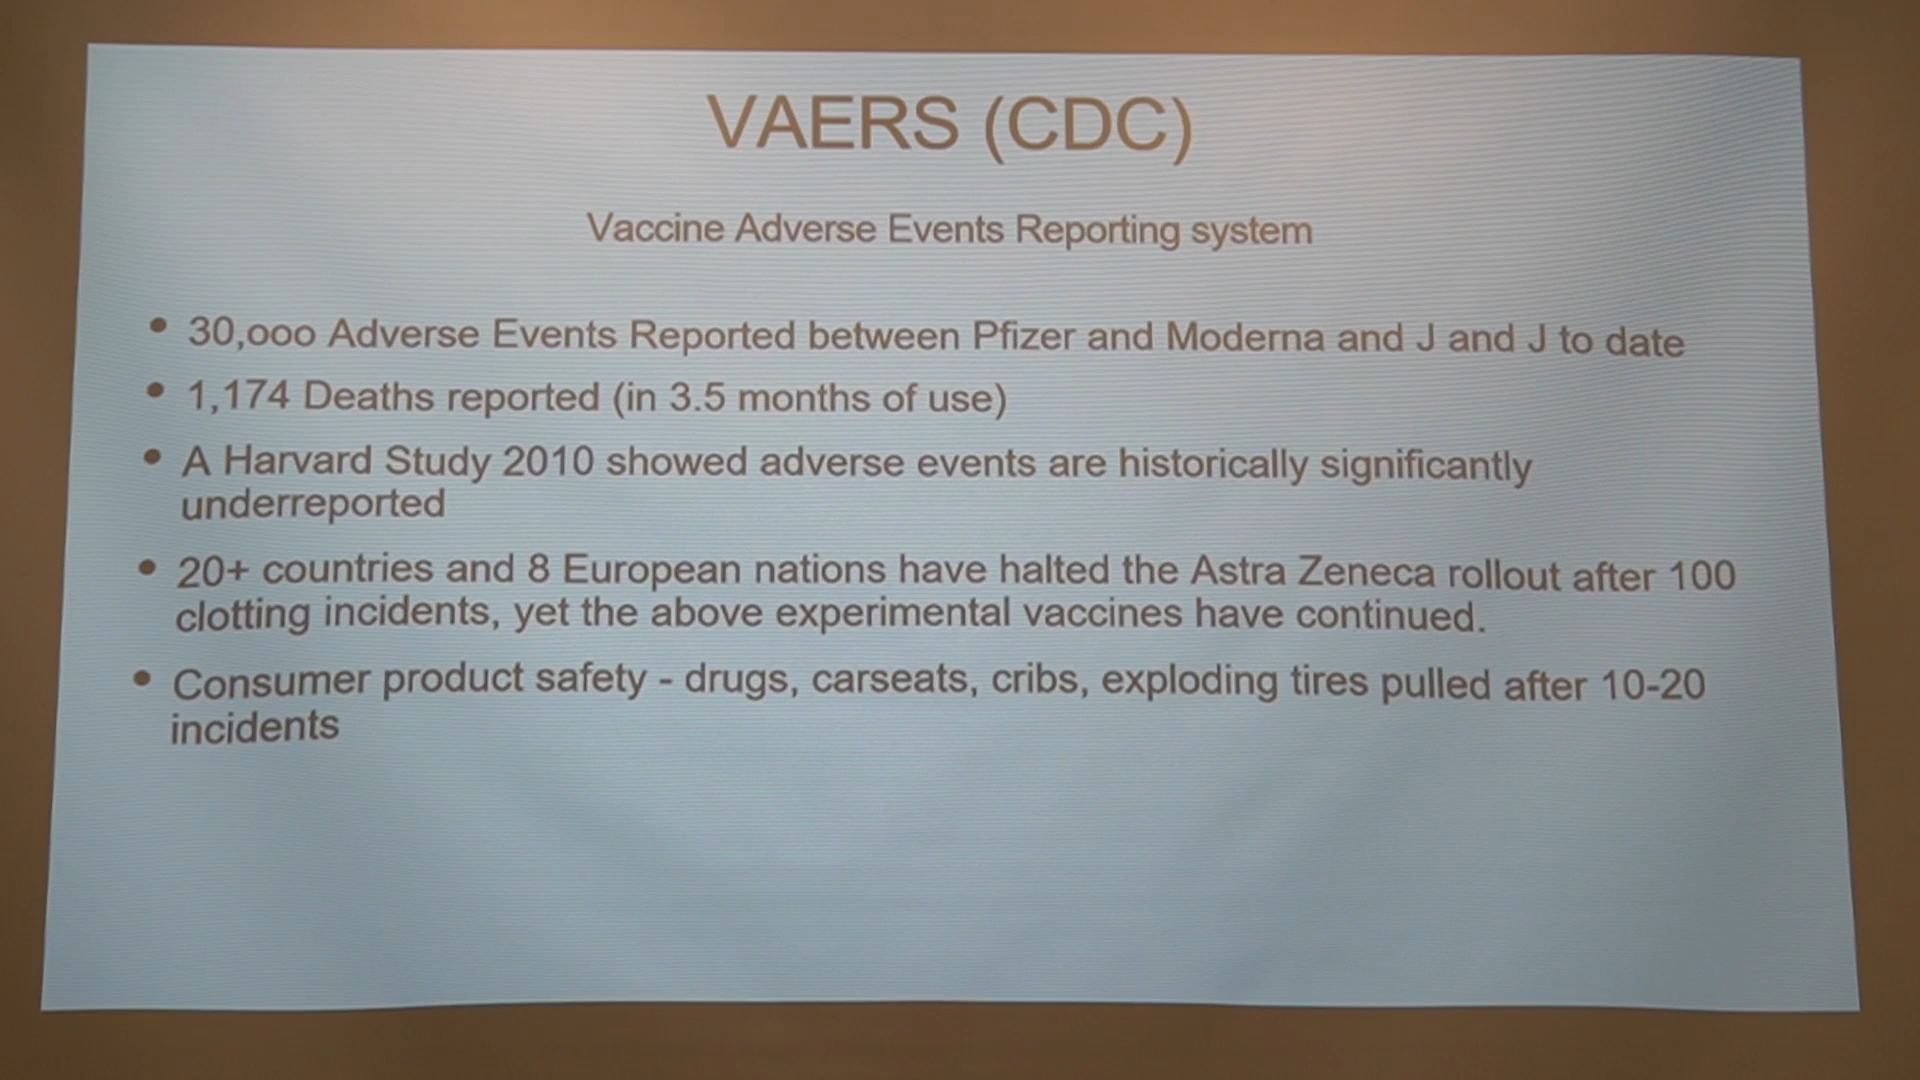 VAERS (CDC)
Vaccine Adverse Events Reporting system
• 30,ooo Adverse Events Reported between Pfizer and Moderna and J and J to date
• 1,174 Deaths reported (in 3.5 months of use)
• A Harvard Study 2010 showed adverse events are historically significantly
underreported
• 20+ countries and 8 European nations have halted the Astra Zeneca rollout after 100
clotting incidents, yet the above experimental vaccines have continued.
• Consumer product safety - drugs, carseats, cribs, exploding tires pulled after 10-20
incidents